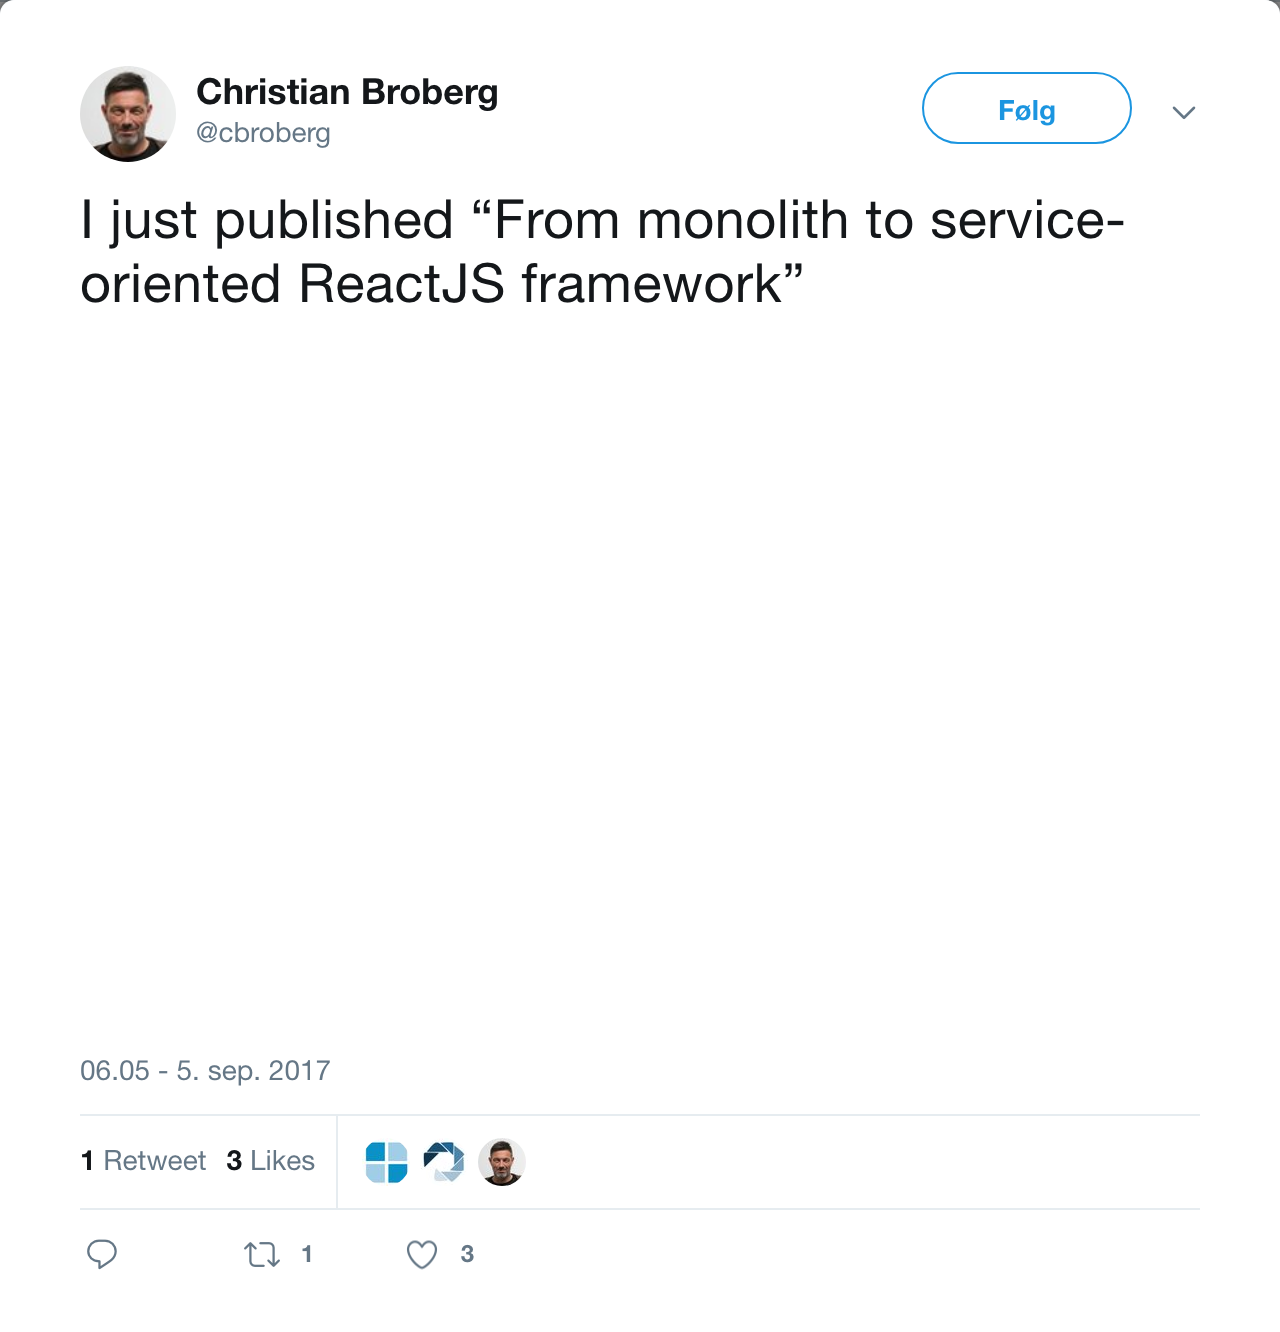 Christian Broberg
@cbroberg
Følg
I just published “From monolith to service-
oriented ReactJS framework”
06.05 - 5. sep. 2017
1 Retweet 3 Likes
1 3